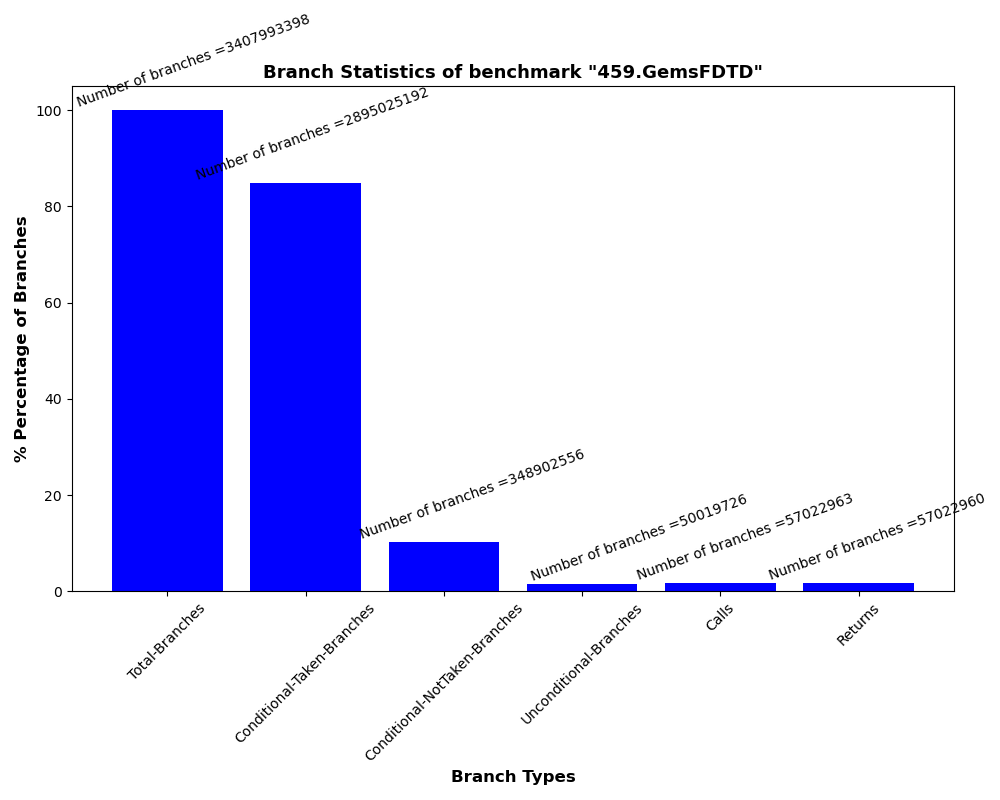 Branch Statistics of benchmark "459.GemsFDTD"
Number of branches =3407993398
Number of branches =2895025192
Number of branches =348902556
Number of branches =50019726
Number of branches =57022963
Number of branches =57022960
% Percentage of Branches
100
80
60
40
20
0
Total-Branches
Conditional-Taken-Branches
Conditional-NotTaken-Branches
Unconditional-Branches
Calls
Returns
Branch Types